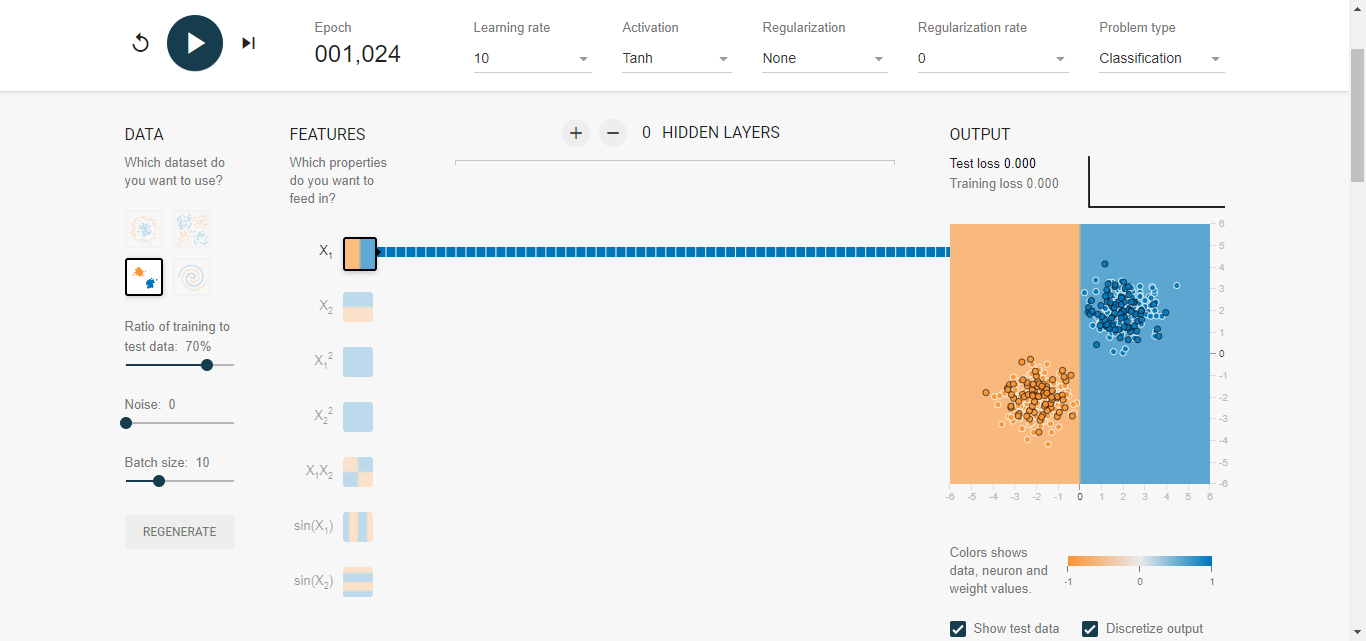 Epoch
001,024
Learning rate
10
Activation
Tanh
Regularization
None
Regularization rate
0
Problem type
Classification
DATA
Which dataset do
you want to use?
Ratio of training to
test data: 70%
Noise: 0
Batch size: 10
REGENERATE
FEATURES
Which properties
do you want to
feed in?
X₁
X₂
X₁²
X₂²
X₁X₂
sin(X₁)
sin(X₂)
0 HIDDEN LAYERS
OUTPUT
Test loss 0.000
Training loss 0.000
6
5
4
3
2
1
0
-1
-2
-3
-4
-5
-6
-6 -5 -4 -3 -2 -1 0 1 2 3 4 5 6
Colors shows
data, neuron and
weight values.
-1 0 1
Show test data
Discretize output